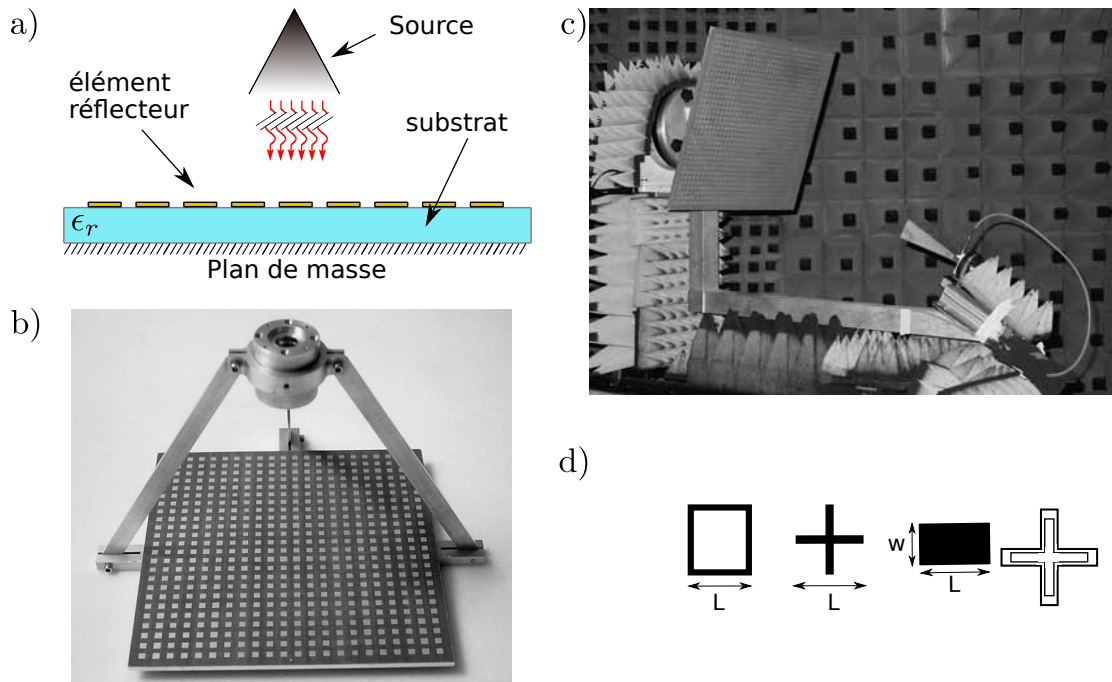 a)
Source
élément
réflecteur
substrat
ϵr
Plan de masse
b)
c)
d)
L
L
w
L